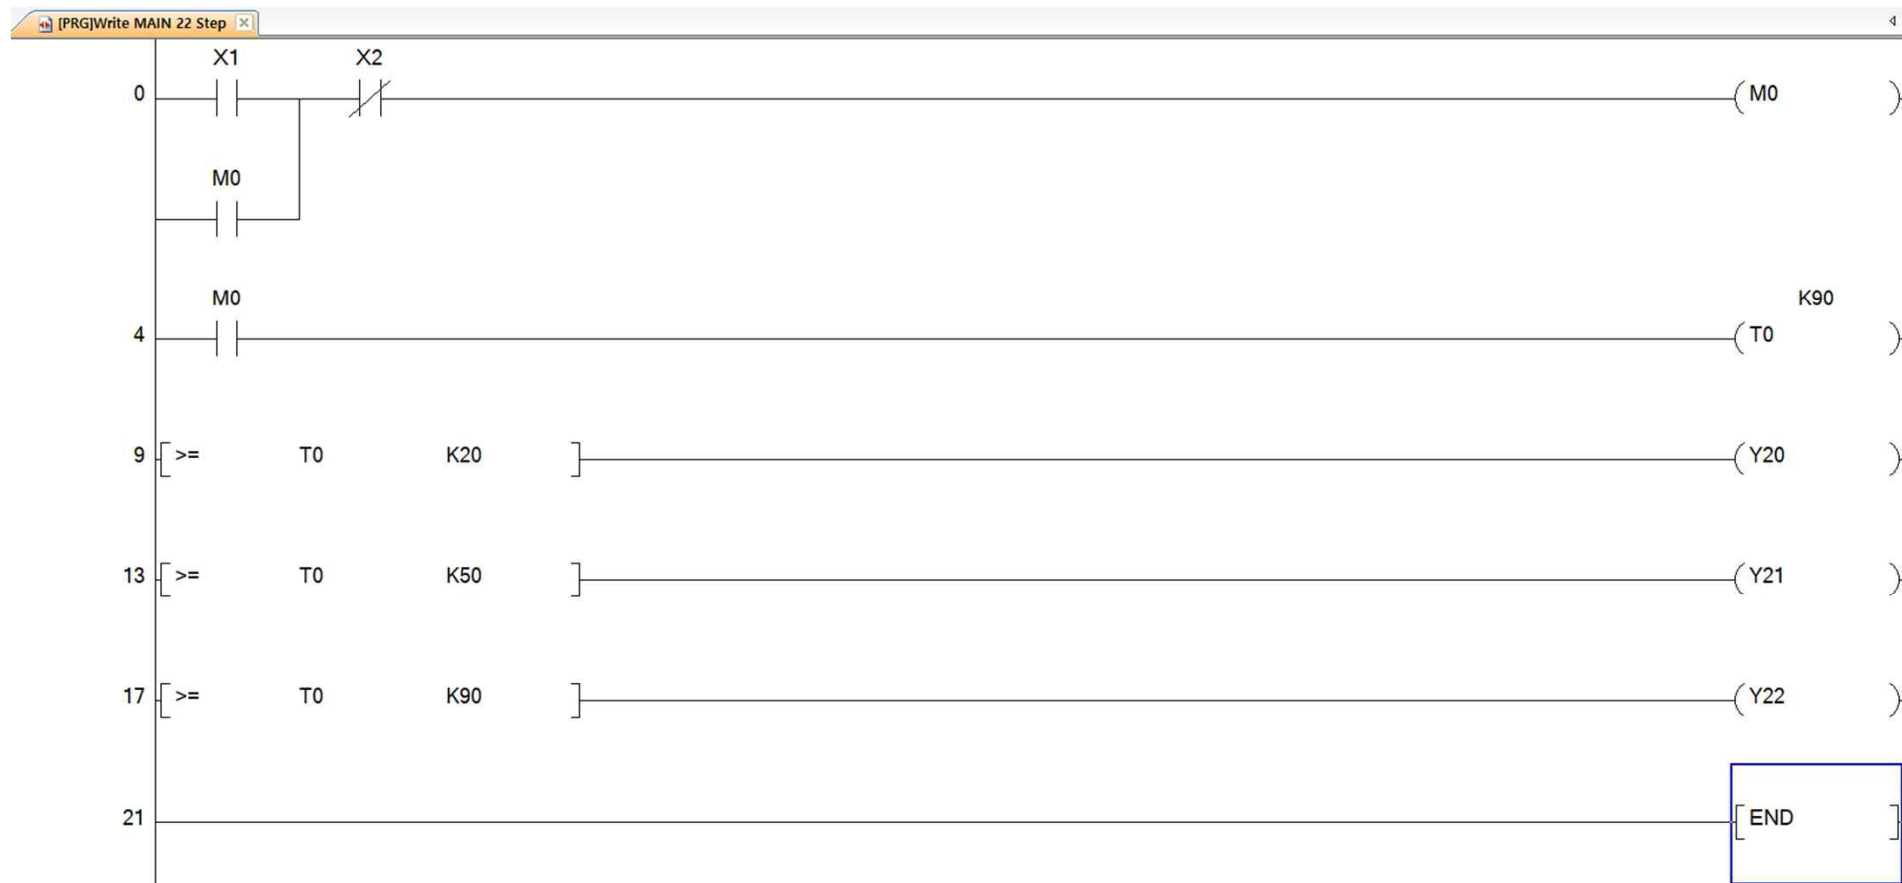 [PRG]Write MAIN 22 Step
X1 X2
0 M0
M0
M0 K90
4 T0
9 >= T0 K20 Y20
13 >= T0 K50 Y21
17 >= T0 K90 Y22
21 END